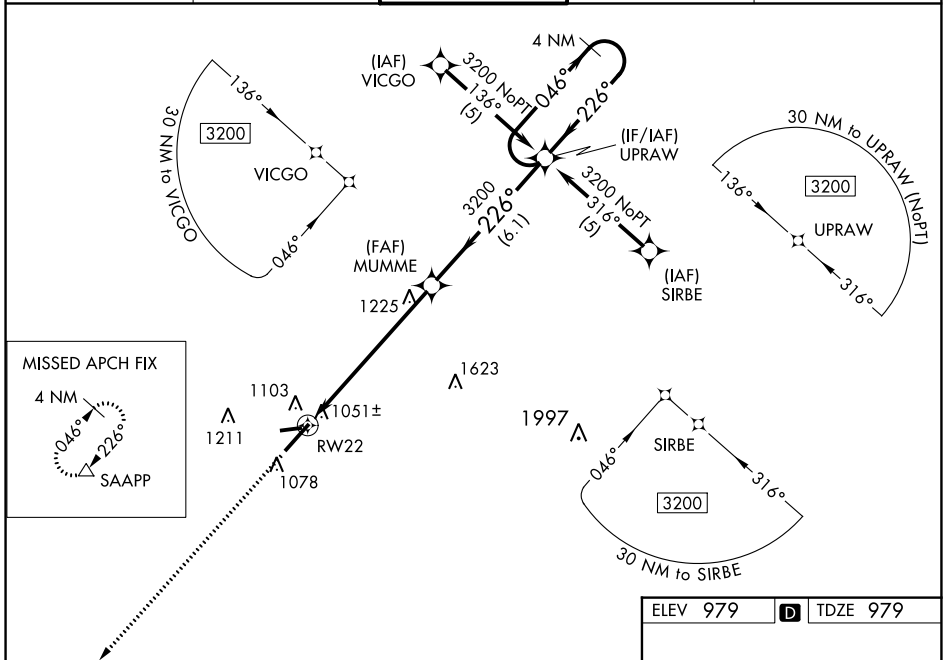 4 NM
(IAF)
VICGO
3200 NoPT
136°
(5)
046°
226°
(IF/IAF)
UPRAW
136°
3200
30 NM to VICGO
VICGO
046°
30 NM to UPRAW (NoPT)
136°
3200
UPRAW
316°
3200 NoPT
316°
(5)
(IAF)
SIRBE
3200
226°
(6.1)
(FAF)
MUMME
1225
MISSED APCH FIX
4 NM
046°
226°
SAAPP
1623
1103
1051±
1211
RW22
1078
1997
SIRBE
046°
316°
3200
30 NM to SIRBE
ELEV 979 D TDZE 979